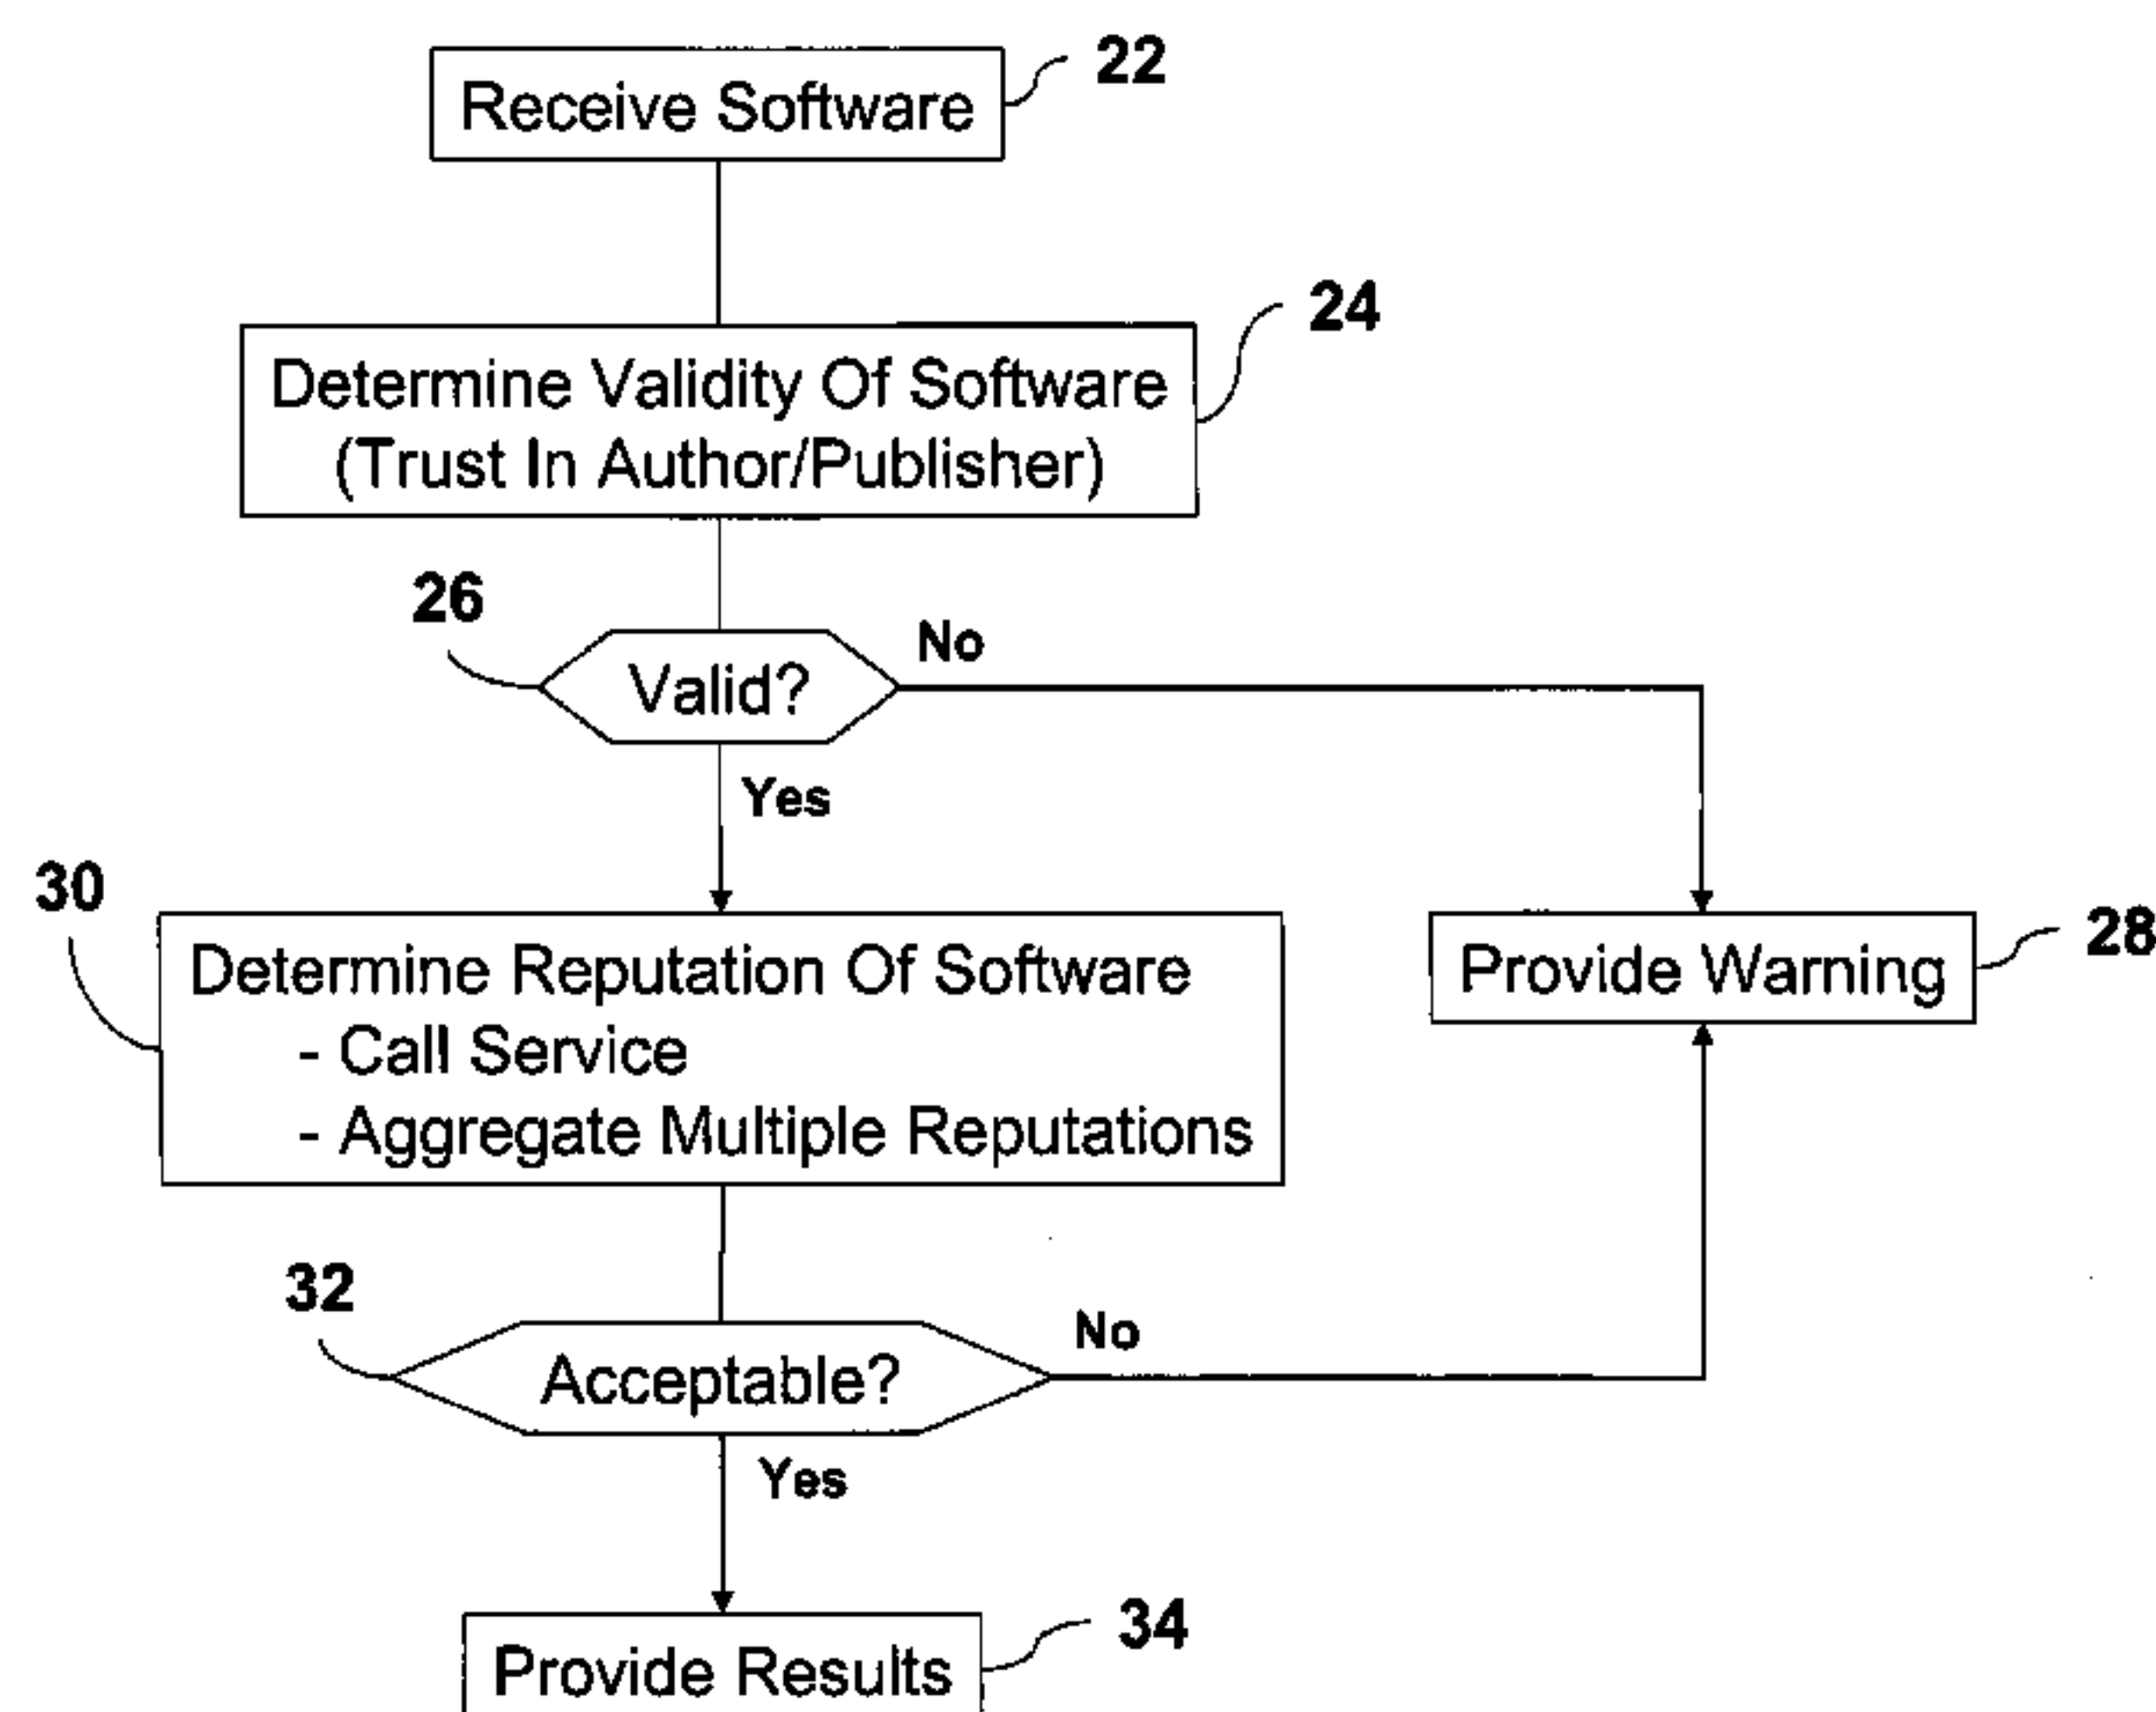 Receive Software
22
Determine Validity Of Software
(Trust In Author/Publisher)
24
26
Valid?
No
Yes
30
Determine Reputation Of Software
- Call Service
- Aggregate Multiple Reputations
Provide Warning
28
32
Acceptable?
No
Yes
Provide Results
34